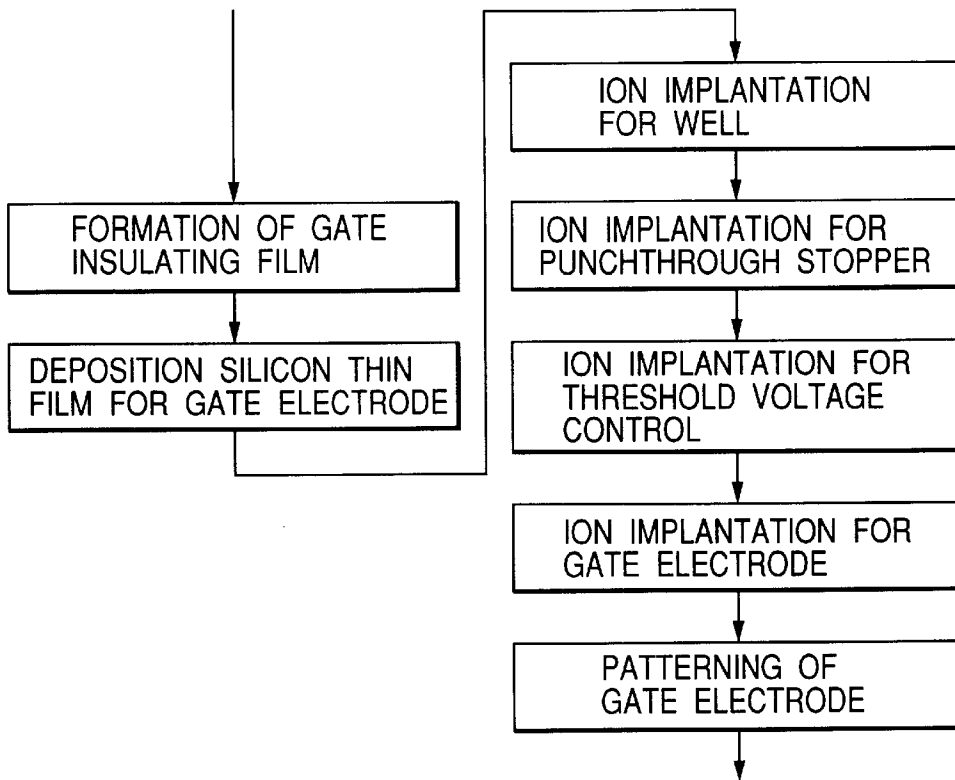 FORMATION OF GATE
INSULATING FILM
DEPOSITION SILICON THIN
FILM FOR GATE ELECTRODE
ION IMPLANTATION
FOR WELL
ION IMPLANTATION FOR
PUNCHTHROUGH STOPPER
ION IMPLANTATION FOR
THRESHOLD VOLTAGE
CONTROL
ION IMPLANTATION FOR
GATE ELECTRODE
PATTERNING OF
GATE ELECTRODE